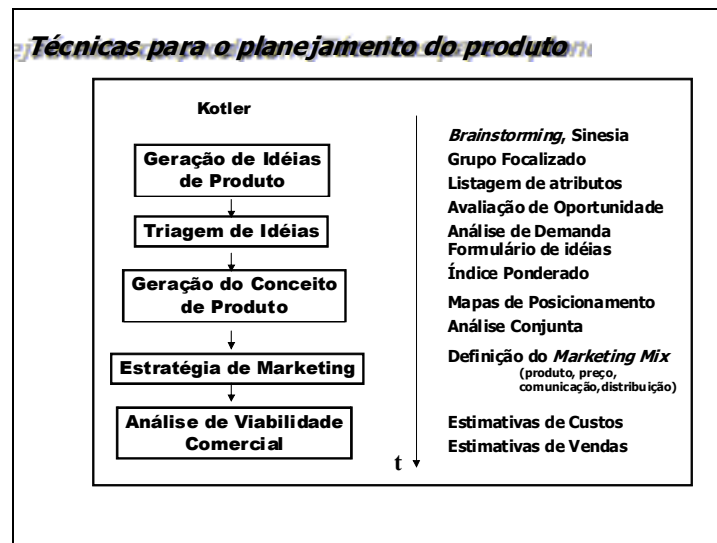 Técnicas para o planejamento do produto
Kotler
Geração de Idéias
de Produto
Triagem de Idéias
Geração do Conceito
de Produto
Estratégia de Marketing
Análise de Viabilidade
Comercial
t
Brainstorming, Sinesia
Grupo Focalizado
Listagem de atributos
Avaliação de Oportunidade
Análise de Demanda
Formulário de idéias
Índice Ponderado
Mapas de Posicionamento
Análise Conjunta
Definição do Marketing Mix
(produto, preço,
comunicação,distribuição)
Estimativas de Custos
Estimativas de Vendas